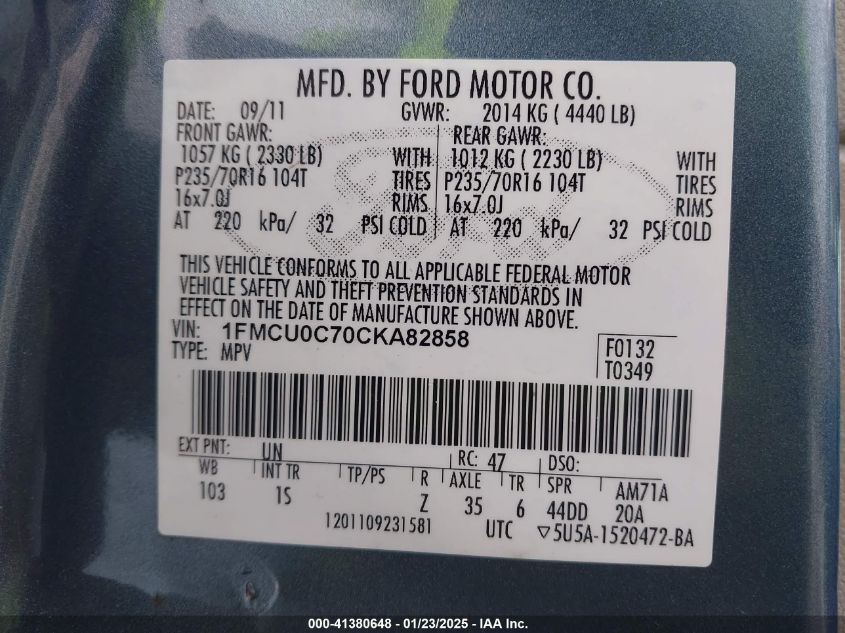 MFD. BY FORD MOTOR CO.
DATE: 09/11 GVWR: 2014 KG ( 4440 LB)
FRONT GAWR: REAR GAWR:
1057 KG ( 2330 LB) WITH 1012 KG ( 2230 LB) WITH
P235/70R16 104T TIRES P235/70R16 104T TIRES
16x7.0J RIMS 16x7.0J RIMS
AT 220 kPa/ 32 PSI COLD AT 220 kPa/ 32 PSI COLD
THIS VEHICLE CONFORMS TO ALL APPLICABLE FEDERAL MOTOR
VEHICLE SAFETY AND THEFT PREVENTION STANDARDS IN
EFFECT ON THE DATE OF MANUFACTURE SHOWN ABOVE.
VIN: 1FMCU0C70CKA82858
TYPE: MPV
F0132
T0349
EXT PNT: UN RC: 47 DSO:
WB INT TR TP/PS R AXLE TR SPR AM71A
103 1S Z 35 6 44DD 20A
1201109231581 UTC ▽5U5A-1520472-BA
000-41380648 / 01/23/2025 - IAA Inc.